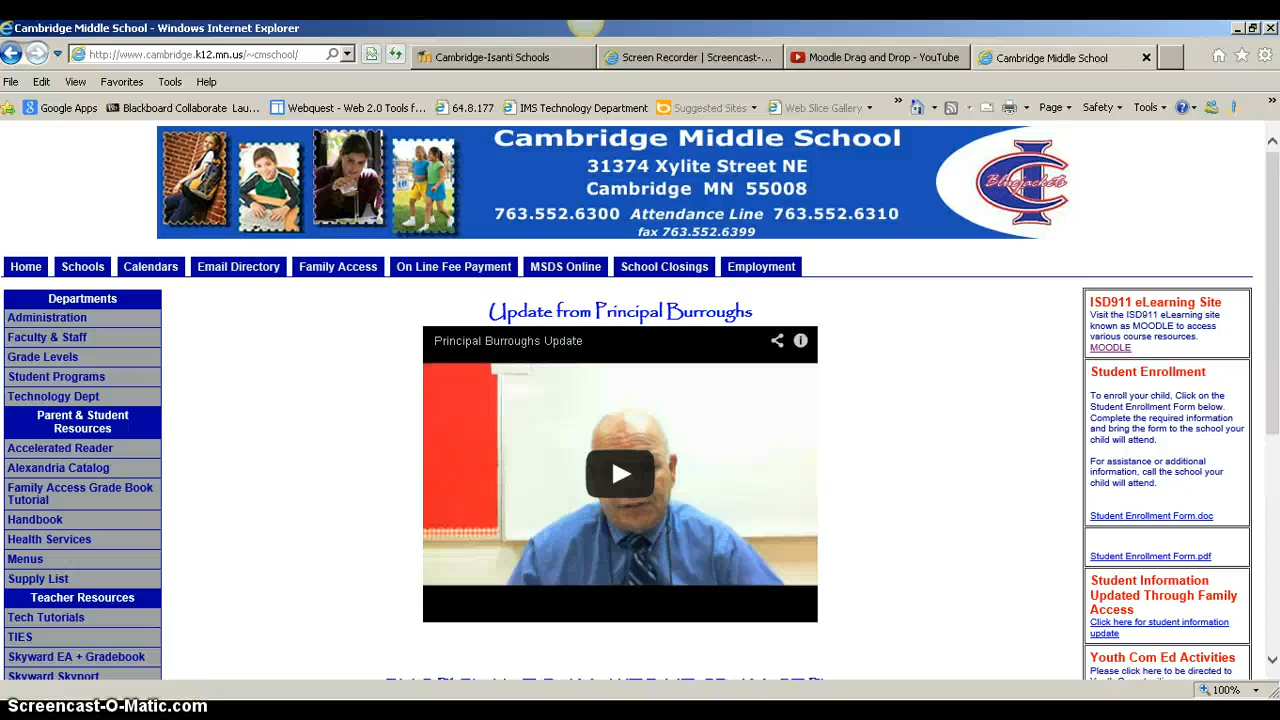 Cambridge Middle School - Windows Internet Explorer
http://www.cambridge.k12.mn.us/~cmschool/
Cambridge-Isanti Schools
Screen Recorder | Screencast-...
Moodle Drag and Drop - YouTube
Cambridge Middle School
File Edit View Favorites Tools Help
Google Apps
Blackboard Collaborate Lau...
Webquest - Web 2.0 Tools f...
64.8.177
IMS Technology Department
Suggested Sites
Web Slice Gallery
Page
Safety
Tools
Cambridge Middle School
31374 Xylite Street NE
Cambridge MN 55008
763.552.6300 Attendance Line 763.552.6310
fax 763.552.6399
Bluejackets
Home
Schools
Calendars
Email Directory
Family Access
On Line Fee Payment
MSDS Online
School Closings
Employment
Departments
Administration
Faculty & Staff
Grade Levels
Student Programs
Technology Dept
Parent & Student
Resources
Accelerated Reader
Alexandria Catalog
Family Access Grade Book
Tutorial
Handbook
Health Services
Menus
Supply List
Teacher Resources
Tech Tutorials
TIES
Skyward EA + Gradebook
Skyward Skyport
Update from Principal Burroughs
Principal Burroughs Update
ISD911 eLearning Site
Visit the ISD911 eLearning site
known as MOODLE to access
various course resources.
MOODLE
Student Enrollment
To enroll your child, Click on the
Student Enrollment Form below.
Complete the required information
and bring the form to the school your
child will attend.
For assistance or additional
information, call the school your
child will attend.
Student Enrollment Form.doc
Student Enrollment Form.pdf
Student Information
Updated Through Family
Access
Click here for student information
update
Youth Com Ed Activities
Please click here to be directed to
100%
Screencast-O-Matic.com